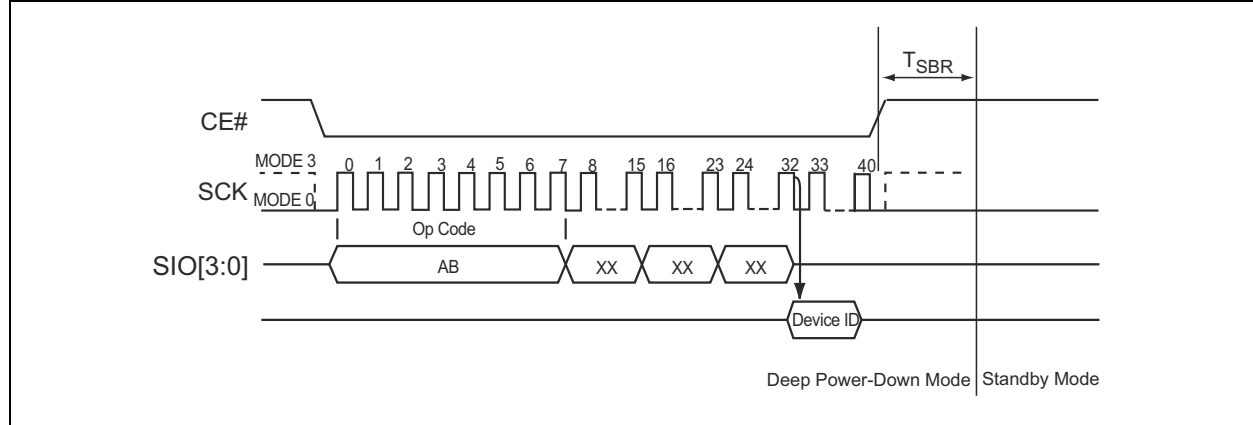 TSBR
CE#
MODE 3
0 1 2 3 4 5 6 7 8 15 16 23 24 32 33 40
SCK
MODE 0
Op Code
SIO[3:0]
AB XX XX XX
Device ID
Deep Power-Down Mode Standby Mode